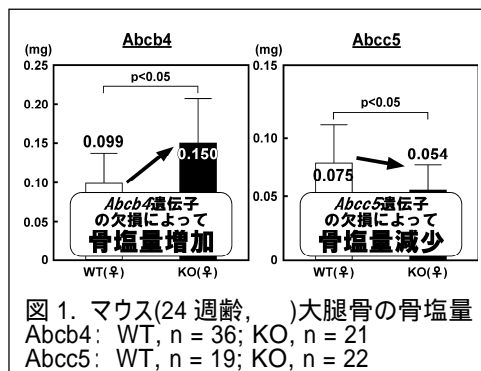 Abcb4
(mg)
0.25
0.20
0.15
0.10
0.05
0
p<0.05
0.099
0.150
Abcb4遺伝子
の欠損によって
骨塩量増加
WT(♀)
KO(♀)
Abcc5
(mg)
0.15
0.10
0.05
0
p<0.05
0.075
0.054
Abcc5遺伝子
の欠損によって
骨塩量減少
WT(♀)
KO(♀)
図 1. マウス(24 週齢, )大腿骨の骨塩量
Abcb4: WT, n = 36; KO, n = 21
Abcc5: WT, n = 19; KO, n = 22